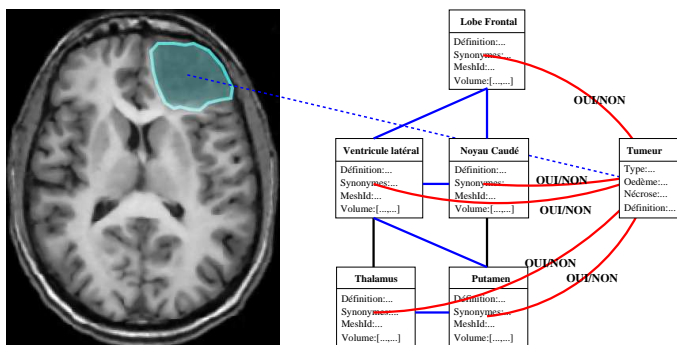 Lobe Frontal
Définition:...
Synonymes:...
MeshId:...
Volume:[...,...]
OUI/NON
Ventricule latéral
Définition:...
Synonymes:...
MeshId:...
Volume:[...,...]
Noyau Caudé
Définition:...
Synonymes:...
MeshId:...
Volume:[...,...]
OUI/NON
OUI/NON
Tumeur
Type:...
Oedème:...
Nécrose:...
Définition:...
OUI/NON
OUI/NON
Thalamus
Définition:...
Synonymes:...
MeshId:...
Volume:[...,...]
Putamen
Définition:...
Synonymes:...
MeshId:...
Volume:[...,...]